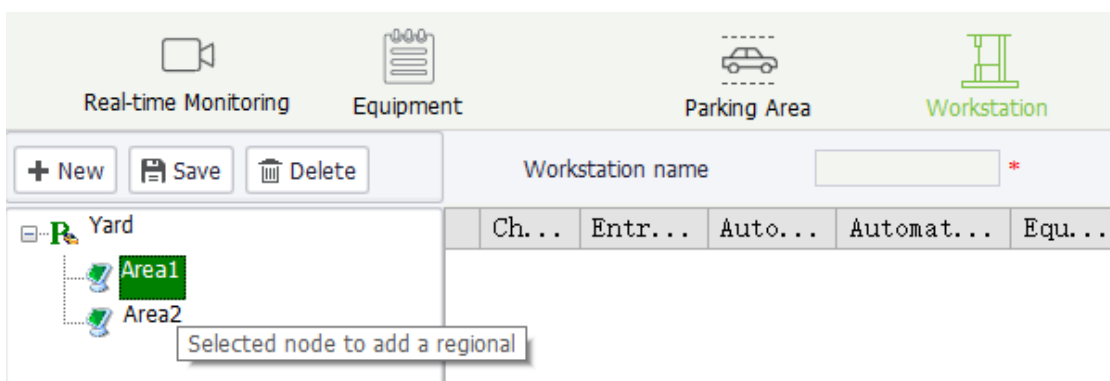 Real-time Monitoring
Equipment
Parking Area
Workstation
New
Save
Delete
Workstation name
*
Yard
Ch...
Entr...
Auto...
Automat...
Equ...
Area1
Area2
Selected node to add a regional